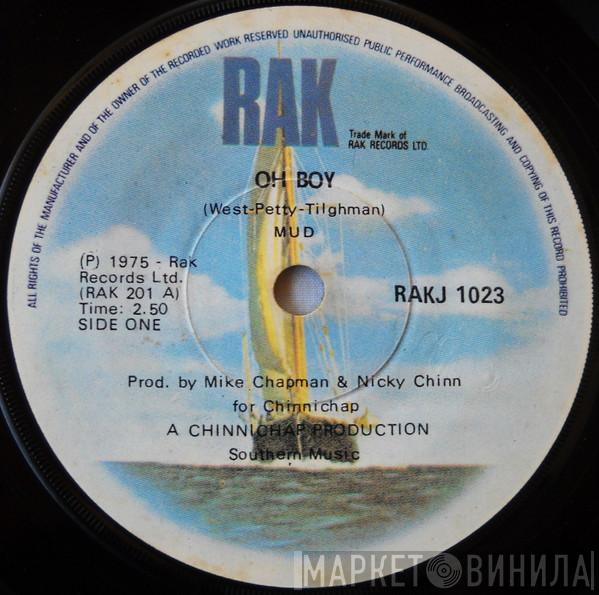 ALL RIGHTS OF THE MANUFACTURER AND OF THE OWNER OF THE RECORDED WORK RESERVED UNAUTHORISED PUBLIC PERFORMANCE BROADCASTING AND COPYING OF THIS RECORD PROHIBITED
RAK
Trade Mark of
RAK RECORDS LTD.
OH BOY
(West-Petty-Tilghman)
MUD
(P) 1975 - Rak
Records Ltd.
(RAK 201 A)
Time: 2.50
SIDE ONE
RAKJ 1023
Prod. by Mike Chapman & Nicky Chinn
for Chinnichap
A CHINNICHAP PRODUCTION
Southern Music
МАРКЕТ ВИНИЛА